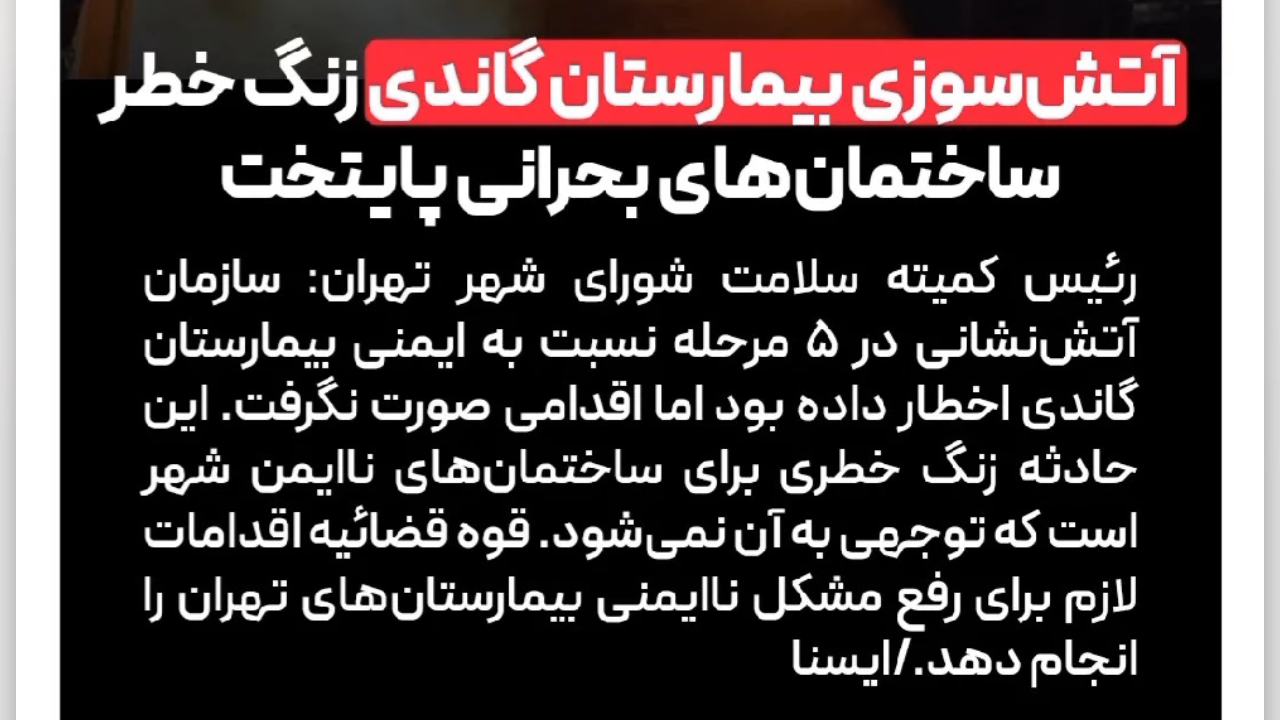 آتش‌سوزی بیمارستان گاندی زنگ خطر
ساختمان‌های بحرانی پایتخت
رئیس کمیته سلامت شورای شهر تهران: سازمان
آتش‌نشانی در ۵ مرحله نسبت به ایمنی بیمارستان
گاندی اخطار داده بود اما اقدامی صورت نگرفت. این
حادثه زنگ خطری برای ساختمان‌های ناایمن شهر
است که توجهی به آن نمی‌شود. قوه قضائیه اقدامات
لازم برای رفع مشکل ناایمنی بیمارستان‌های تهران را
انجام دهد./ایسنا